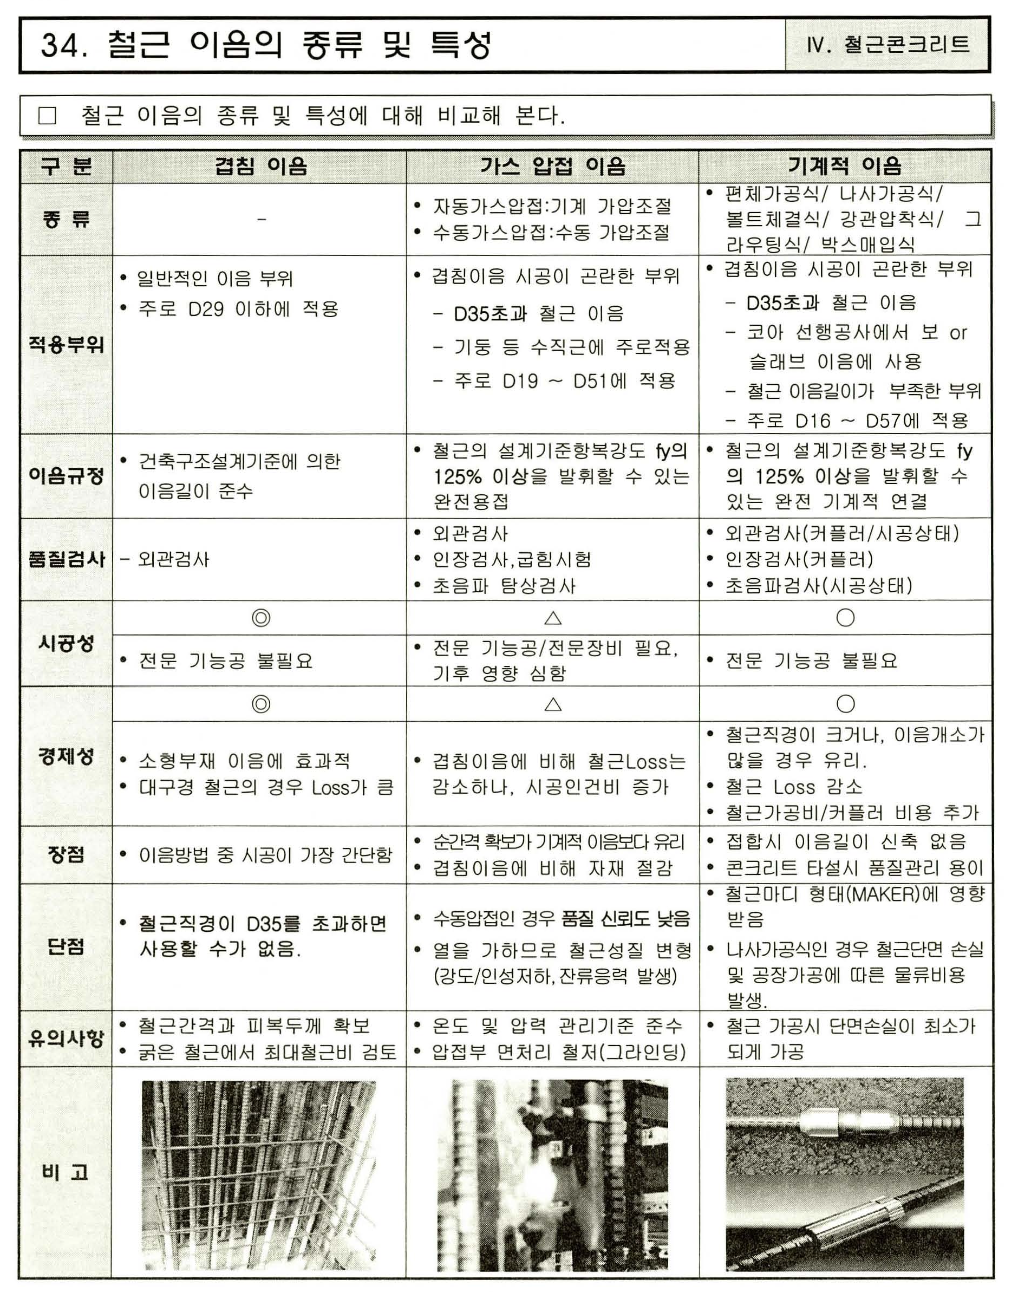 34. 철근 이음의 종류 및 특성
Ⅳ. 철근콘크리트
□ 철근 이음의 종류 및 특성에 대해 비교해 본다.
구 분
겹침 이음
가스 압접 이음
기계적 이음
종 류
–
• 자동가스압접:기계 가압조절
• 수동가스압접:수동 가압조절
• 편체가공식/ 나사가공식/
볼트체결식/ 강관압착식/ 그
라우팅식/ 박스매입식
적용부위
• 일반적인 이음 부위
• 주로 D29 이하에 적용
• 겹침이음 시공이 곤란한 부위
– D35초과 철근 이음
– 기둥 등 수직근에 주로적용
– 주로 D19 ~ D51에 적용
• 겹침이음 시공이 곤란한 부위
– D35초과 철근 이음
– 코아 선행공사에서 보 or
슬래브 이음에 사용
– 철근 이음길이가 부족한 부위
– 주로 D16 ~ D57에 적용
이음규정
• 건축구조설계기준에 의한
이음길이 준수
• 철근의 설계기준항복강도 fy의
125% 이상을 발휘할 수 있는
완전용접
• 철근의 설계기준항복강도 fy
의 125% 이상을 발휘할 수
있는 완전 기계적 연결
품질검사
– 외관검사
• 외관검사
• 인장검사,굽힘시험
• 초음파 탐상검사
• 외관검사(커플러/시공상태)
• 인장검사(커플러)
• 초음파검사(시공상태)
시공성
◎
△
○
• 전문 기능공 불필요
• 전문 기능공/전문장비 필요,
기후 영향 심함
• 전문 기능공 불필요
경제성
◎
△
○
• 소형부재 이음에 효과적
• 대구경 철근의 경우 Loss가 큼
• 겹침이음에 비해 철근Loss는
감소하나, 시공인건비 증가
• 철근직경이 크거나, 이음개소가
많을 경우 유리.
• 철근 Loss 감소
• 철근가공비/커플러 비용 추가
장점
• 이음방법 중 시공이 가장 간단함
• 순간격 확보가 기계적 이음보다 유리
• 겹침이음에 비해 자재 절감
• 접합시 이음길이 신축 없음
• 콘크리트 타설시 품질관리 용이
단점
• 철근직경이 D35를 초과하면
사용할 수가 없음.
• 수동압접인 경우 품질 신뢰도 낮음
• 열을 가하므로 철근성질 변형
(강도/인성저하,잔류응력 발생)
• 철근마디 형태(MAKER)에 영향
받음
• 나사가공식인 경우 철근단면 손실
및 공장가공에 따른 물류비용
발생.
유의사항
• 철근간격과 피복두께 확보
• 굵은 철근에서 최대철근비 검토
• 온도 및 압력 관리기준 준수
• 압접부 면처리 철저(그라인딩)
• 철근 가공시 단면손실이 최소가
되게 가공
비 고